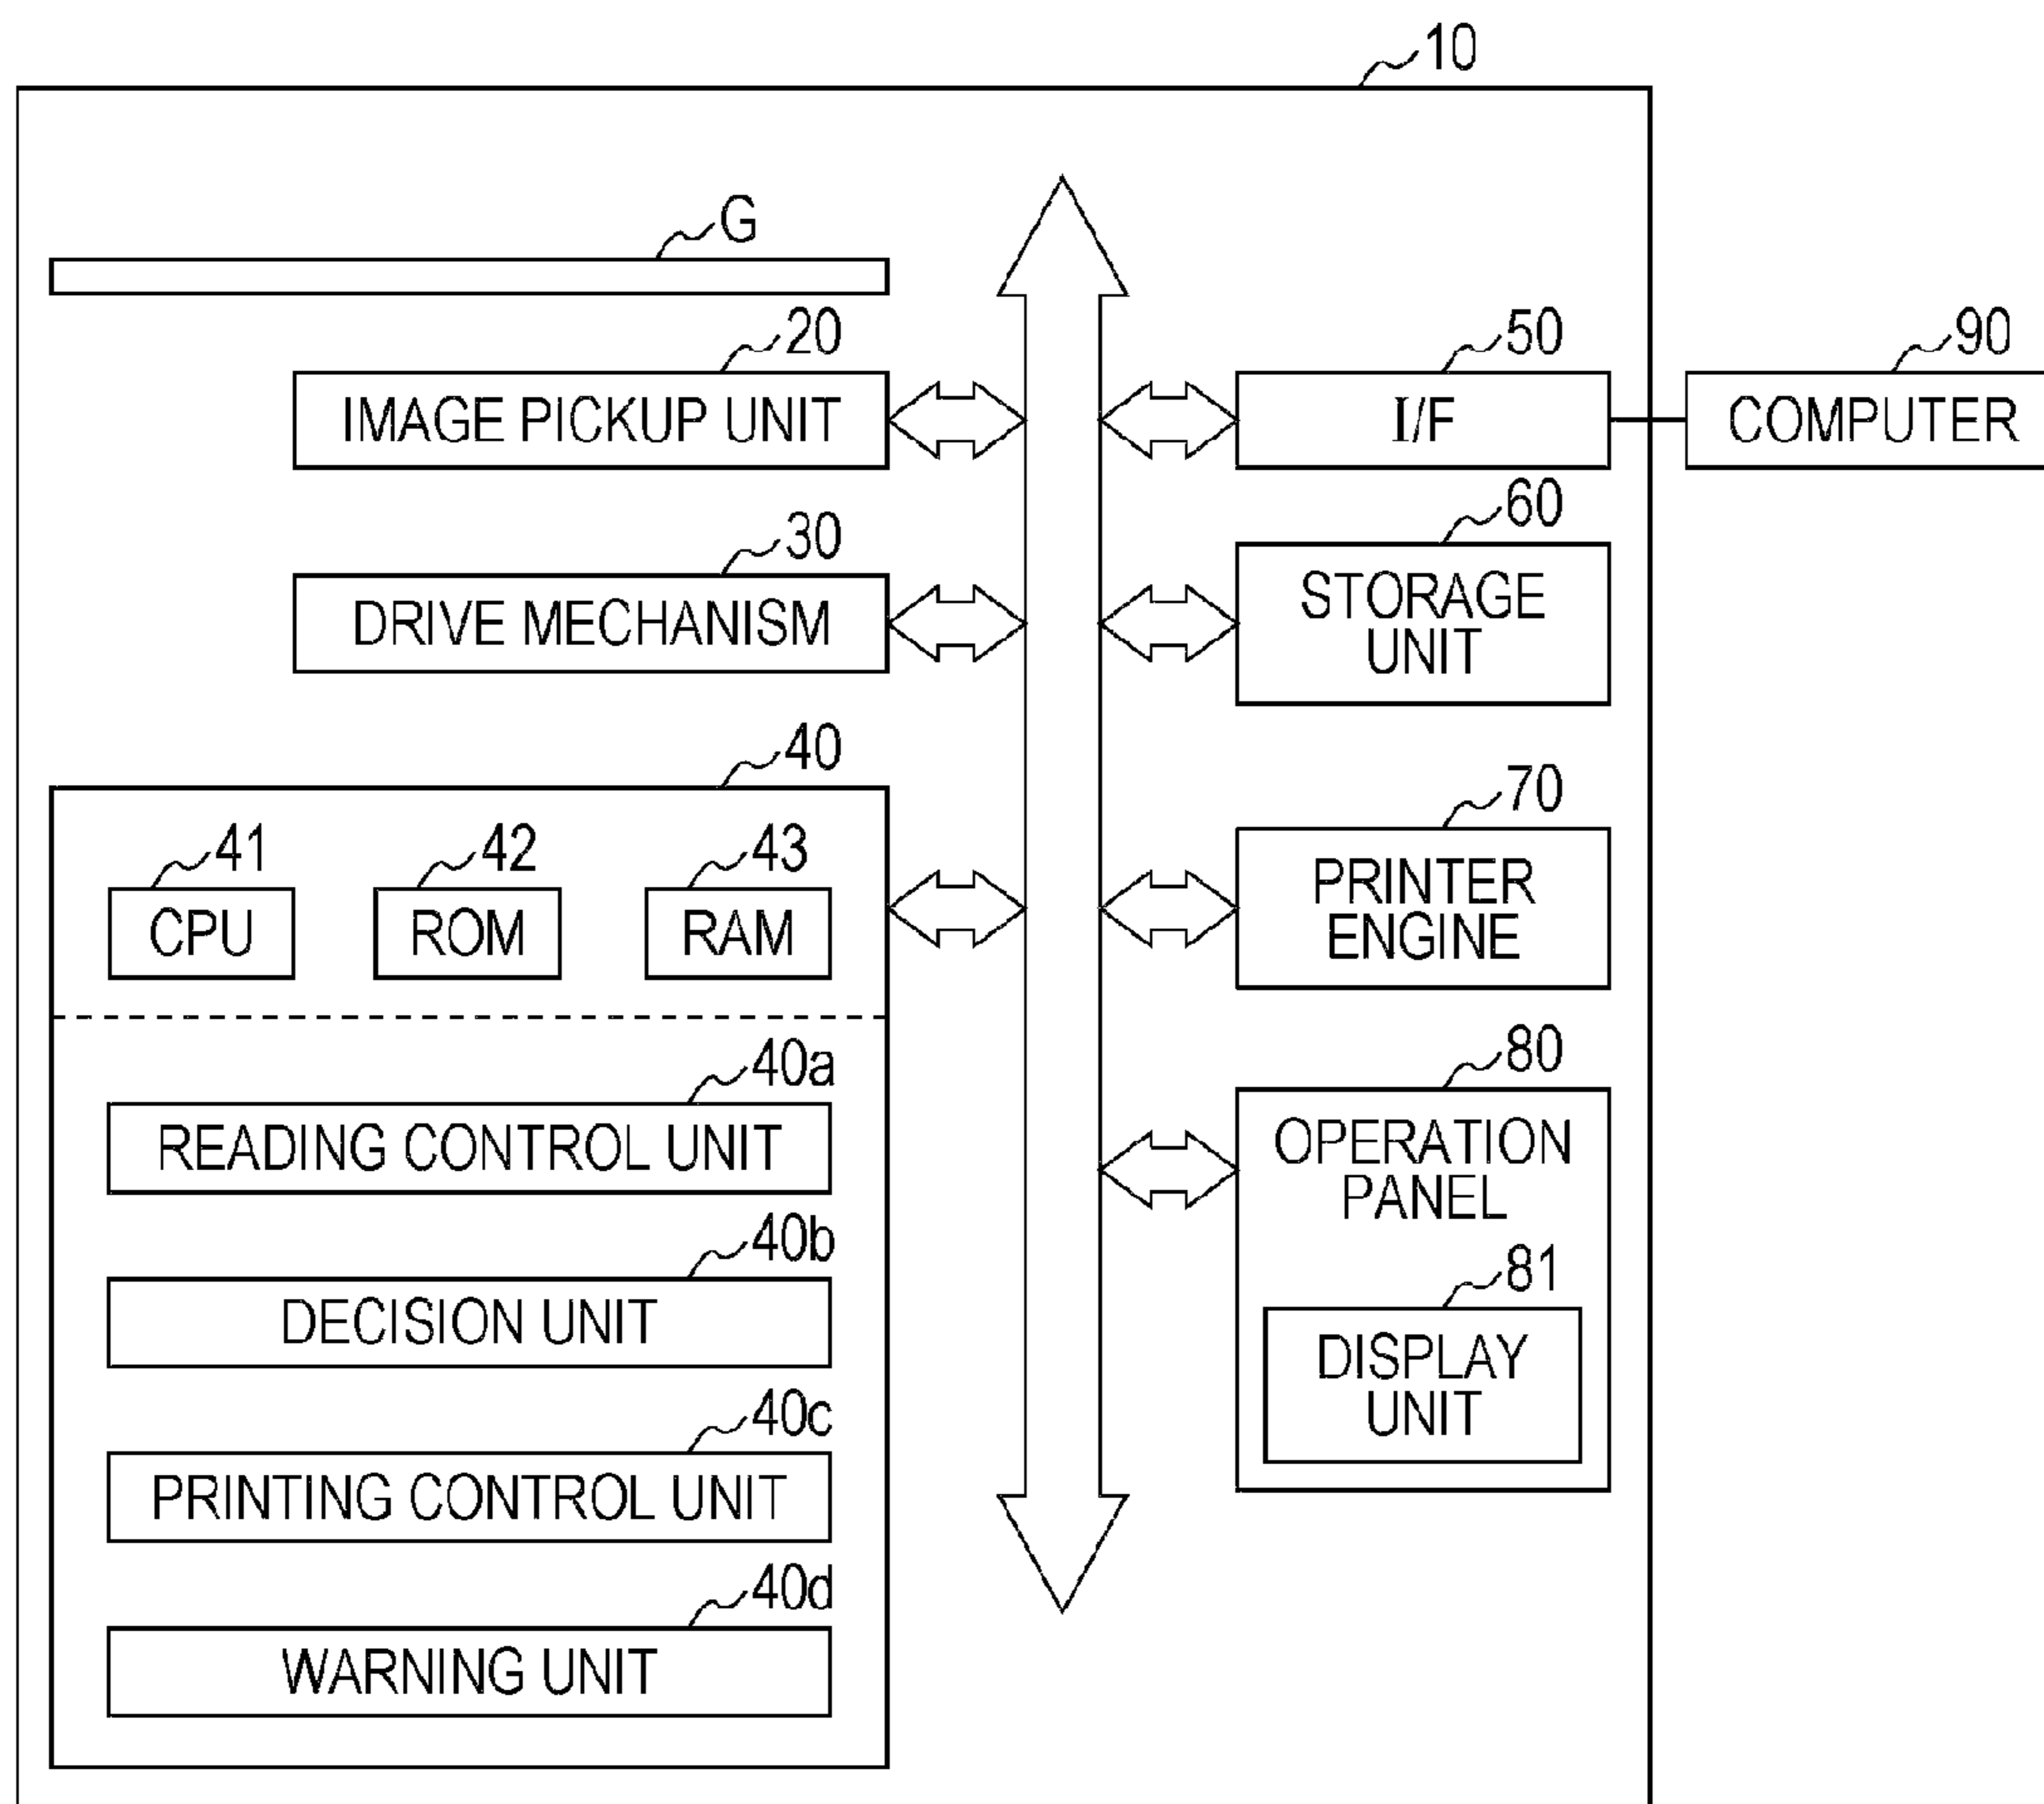 10
G
20
IMAGE PICKUP UNIT
30
DRIVE MECHANISM
40
41
42
43
CPU
ROM
RAM
40a
READING CONTROL UNIT
40b
DECISION UNIT
40c
PRINTING CONTROL UNIT
40d
WARNING UNIT
50
I/F
90
COMPUTER
60
STORAGE
UNIT
70
PRINTER
ENGINE
80
OPERATION
PANEL
81
DISPLAY
UNIT